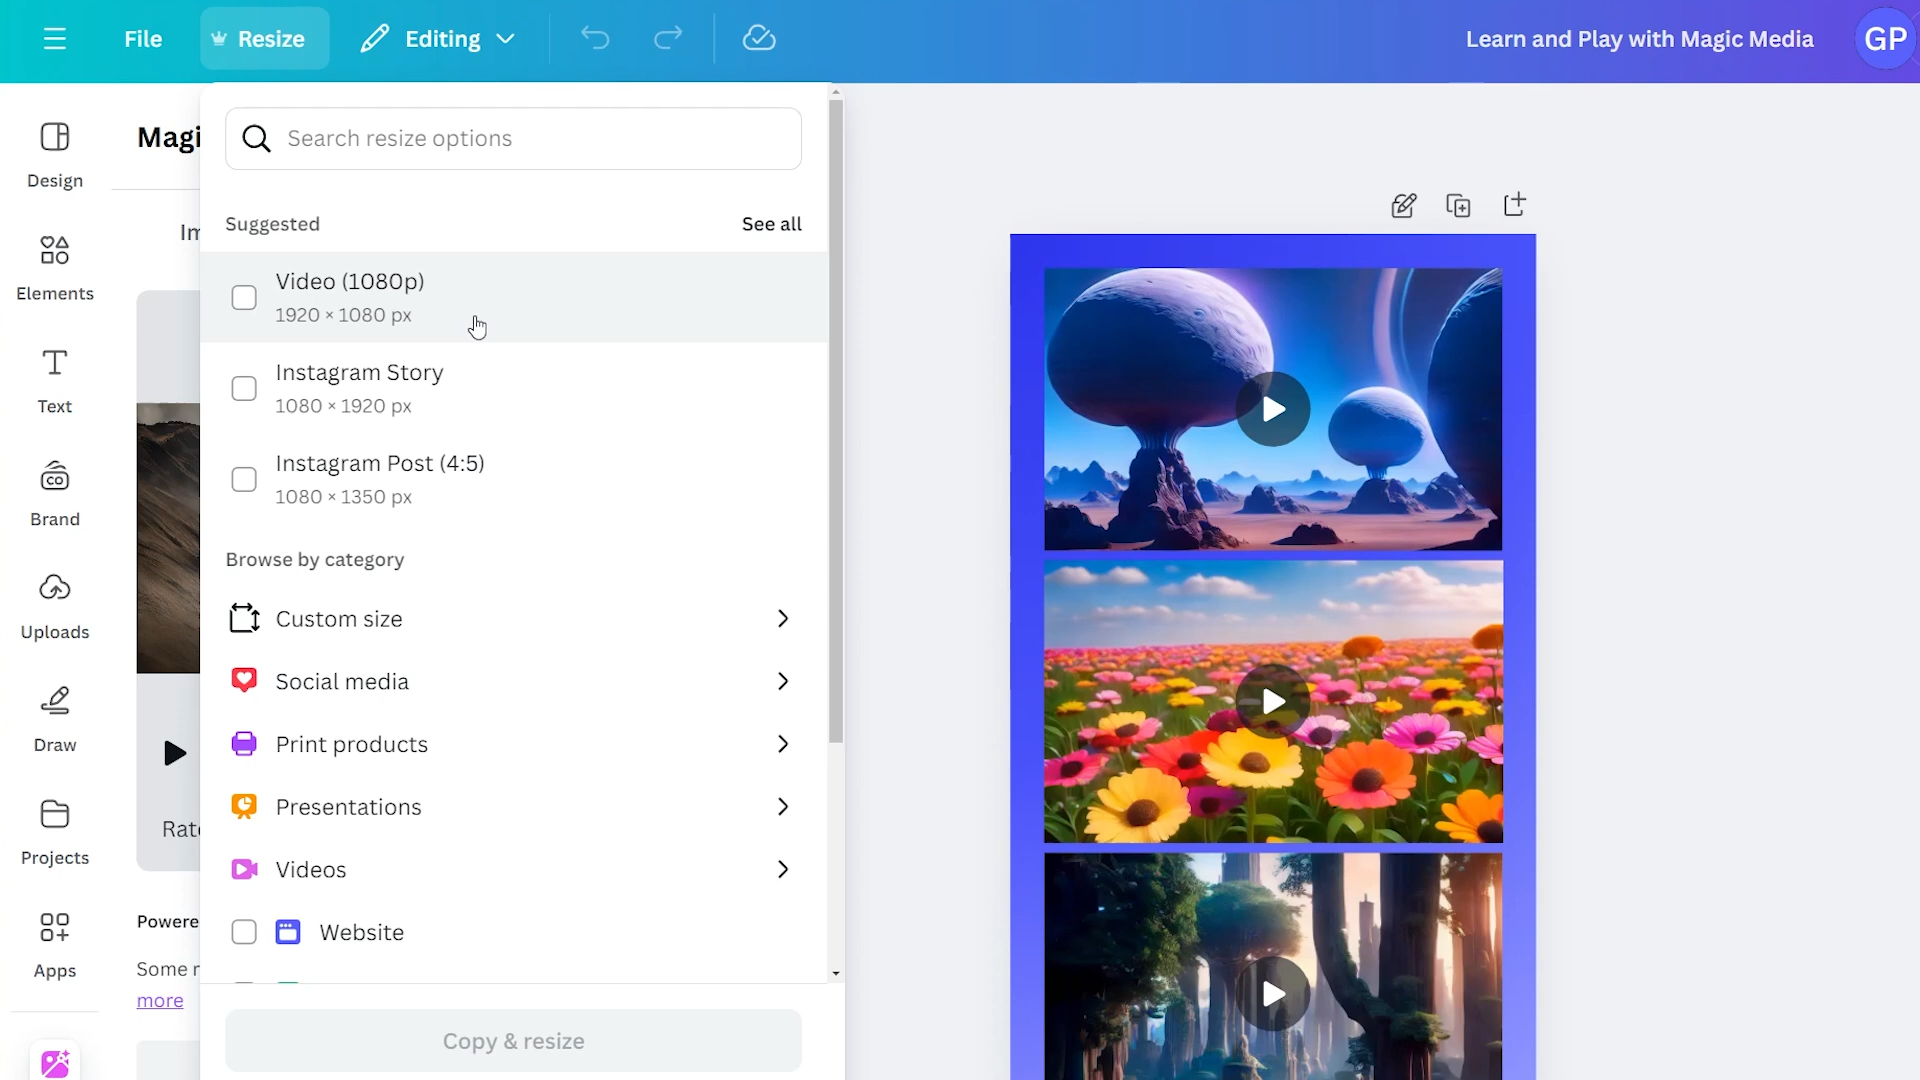 File
Resize
Editing
Learn and Play with Magic Media
GP
Design
Elements
Text
Brand
Uploads
Draw
Projects
Apps
Magi
Im
Rate
Powere
Some r
more
Search resize options
Suggested
See all
Video (1080p)
1920 × 1080 px
Instagram Story
1080 × 1920 px
Instagram Post (4:5)
1080 × 1350 px
Browse by category
Custom size
Social media
Print products
Presentations
Videos
Website
Copy & resize